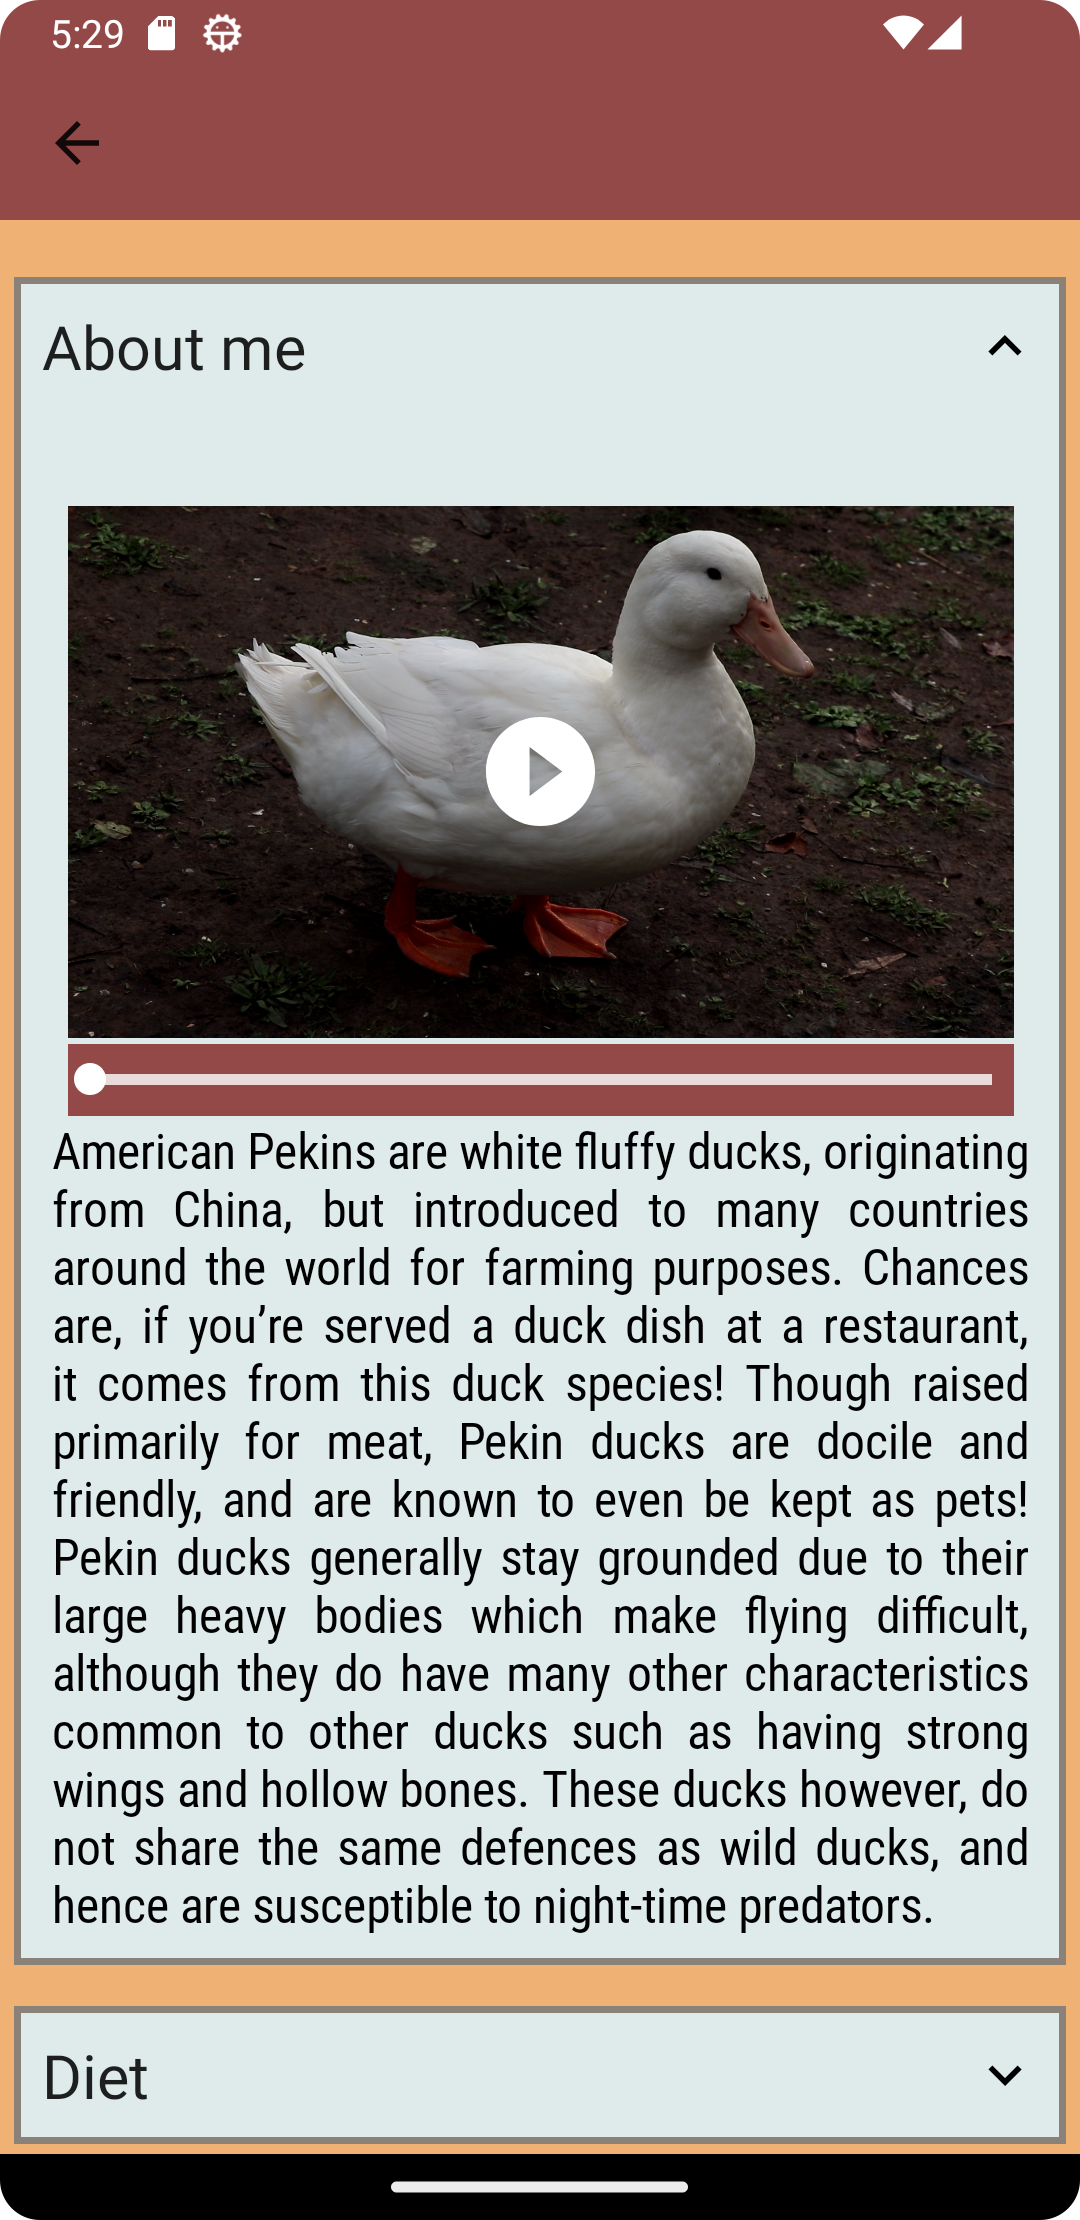 5:29
About me
American Pekins are white fluffy ducks, originating
from China, but introduced to many countries
around the world for farming purposes. Chances
are, if you’re served a duck dish at a restaurant,
it comes from this duck species! Though raised
primarily for meat, Pekin ducks are docile and
friendly, and are known to even be kept as pets!
Pekin ducks generally stay grounded due to their
large heavy bodies which make flying difficult,
although they do have many other characteristics
common to other ducks such as having strong
wings and hollow bones. These ducks however, do
not share the same defences as wild ducks, and
hence are susceptible to night-time predators.
Diet